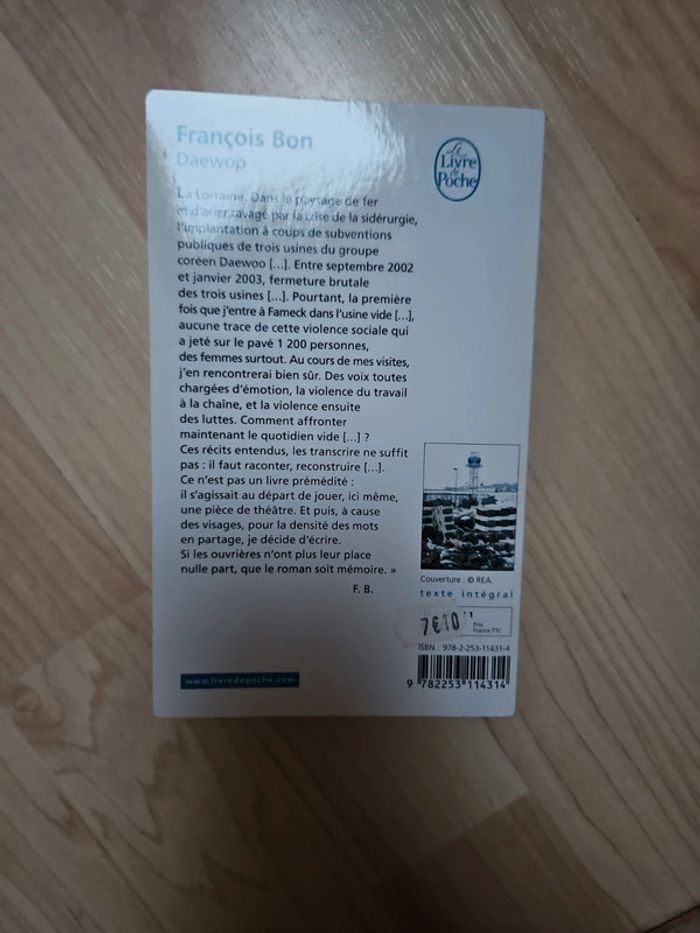 François Bon
Daewoo
Le
Livre
de
Poche
La Lorraine. Dans le paysage de fer
et d'acier ravagé par la crise de la sidérurgie,
l'implantation à coups de subventions
publiques de trois usines du groupe
coréen Daewoo [...]. Entre septembre 2002
et janvier 2003, fermeture brutale
des trois usines [...]. Pourtant, la première
fois que j'entre à Fameck dans l'usine vide [...],
aucune trace de cette violence sociale qui
a jeté sur le pavé 1 200 personnes,
des femmes surtout. Au cours de mes visites,
j'en rencontrerai bien sûr. Des voix toutes
chargées d'émotion, la violence du travail
à la chaîne, et la violence ensuite
des luttes. Comment affronter
maintenant le quotidien vide [...] ?
Ces récits entendus, les transcrire ne suffit
pas : il faut raconter, reconstruire [...].
Ce n'est pas un livre prémédité :
il s'agissait au départ de jouer, ici même,
une pièce de théâtre. Et puis, à cause
des visages, pour la densité des mots
en partage, je décide d'écrire.
Si les ouvrières n'ont plus leur place
nulle part, que le roman soit mémoire. »
F. B.
Couverture : © REA.
texte intégral
7€10
Prix
France TTC
ISBN : 978-2-253-11431-4
9 782253 114314
www.livredepoche.com